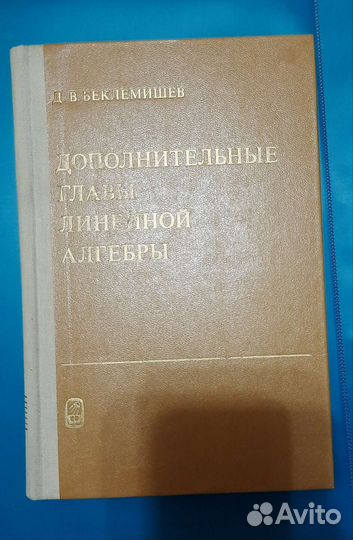 Д. В. БЕКЛЕМИШЕВ
ДОПОЛНИТЕЛЬНЫЕ
ГЛАВЫ
ЛИНЕЙНОЙ
АЛГЕБРЫ
Avito